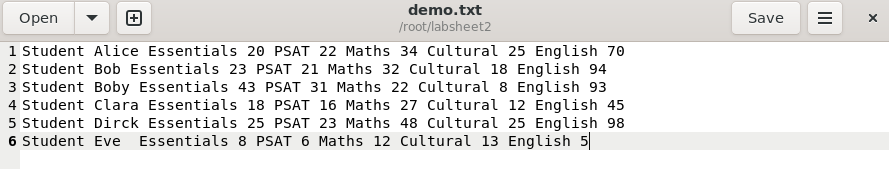 Open
demo.txt
/root/labsheet2
Save
1 Student Alice Essentials 20 PSAT 22 Maths 34 Cultural 25 English 70
2 Student Bob Essentials 23 PSAT 21 Maths 32 Cultural 18 English 94
3 Student Boby Essentials 43 PSAT 31 Maths 22 Cultural 8 English 93
4 Student Clara Essentials 18 PSAT 16 Maths 27 Cultural 12 English 45
5 Student Dirck Essentials 25 PSAT 23 Maths 48 Cultural 25 English 98
6 Student Eve  Essentials 8 PSAT 6 Maths 12 Cultural 13 English 5